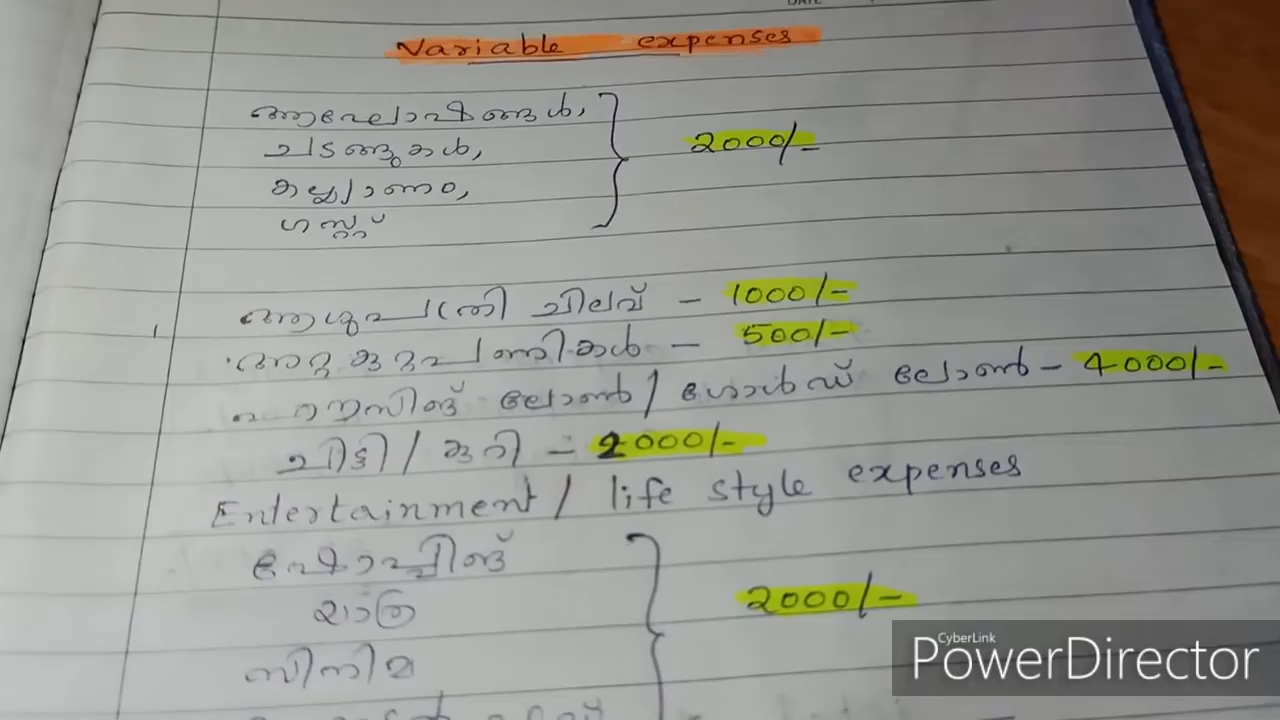 Variable expenses
ആഘോഷങ്ങൾ,
ചടങ്ങുകൾ, 2000/-
കല്ല്യാണം,
ഗസ്റ്റ്
ആശുപത്രി ചിലവ് - 1000/-
അറ്റകുറ്റപണികൾ - 500/-
ഹൗസിങ് ലോൺ / ഗോൾഡ് ലോൺ - 4000/-
ചിട്ടി / കുറി - 2000/-
Entertainment / life style expenses
ഷോപ്പിങ്ങ്
യാത്ര 2000/-
സിനിമ
CyberLink
PowerDirector